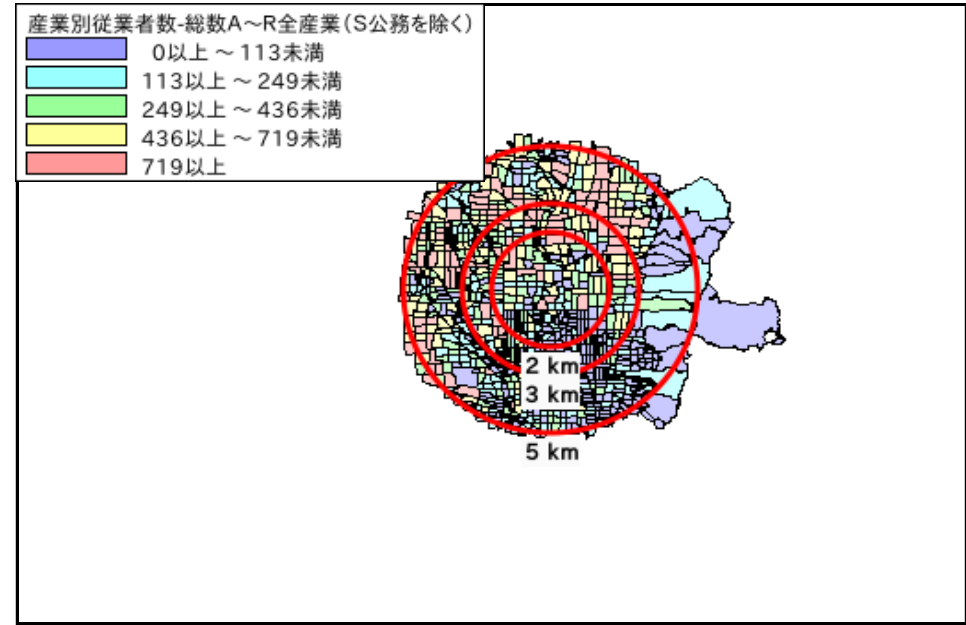 産業別従業者数-総数A～R全産業(S公務を除く)
0以上 ～ 113未満
113以上 ～ 249未満
249以上 ～ 436未満
436以上 ～ 719未満
719以上
2 km
3 km
5 km